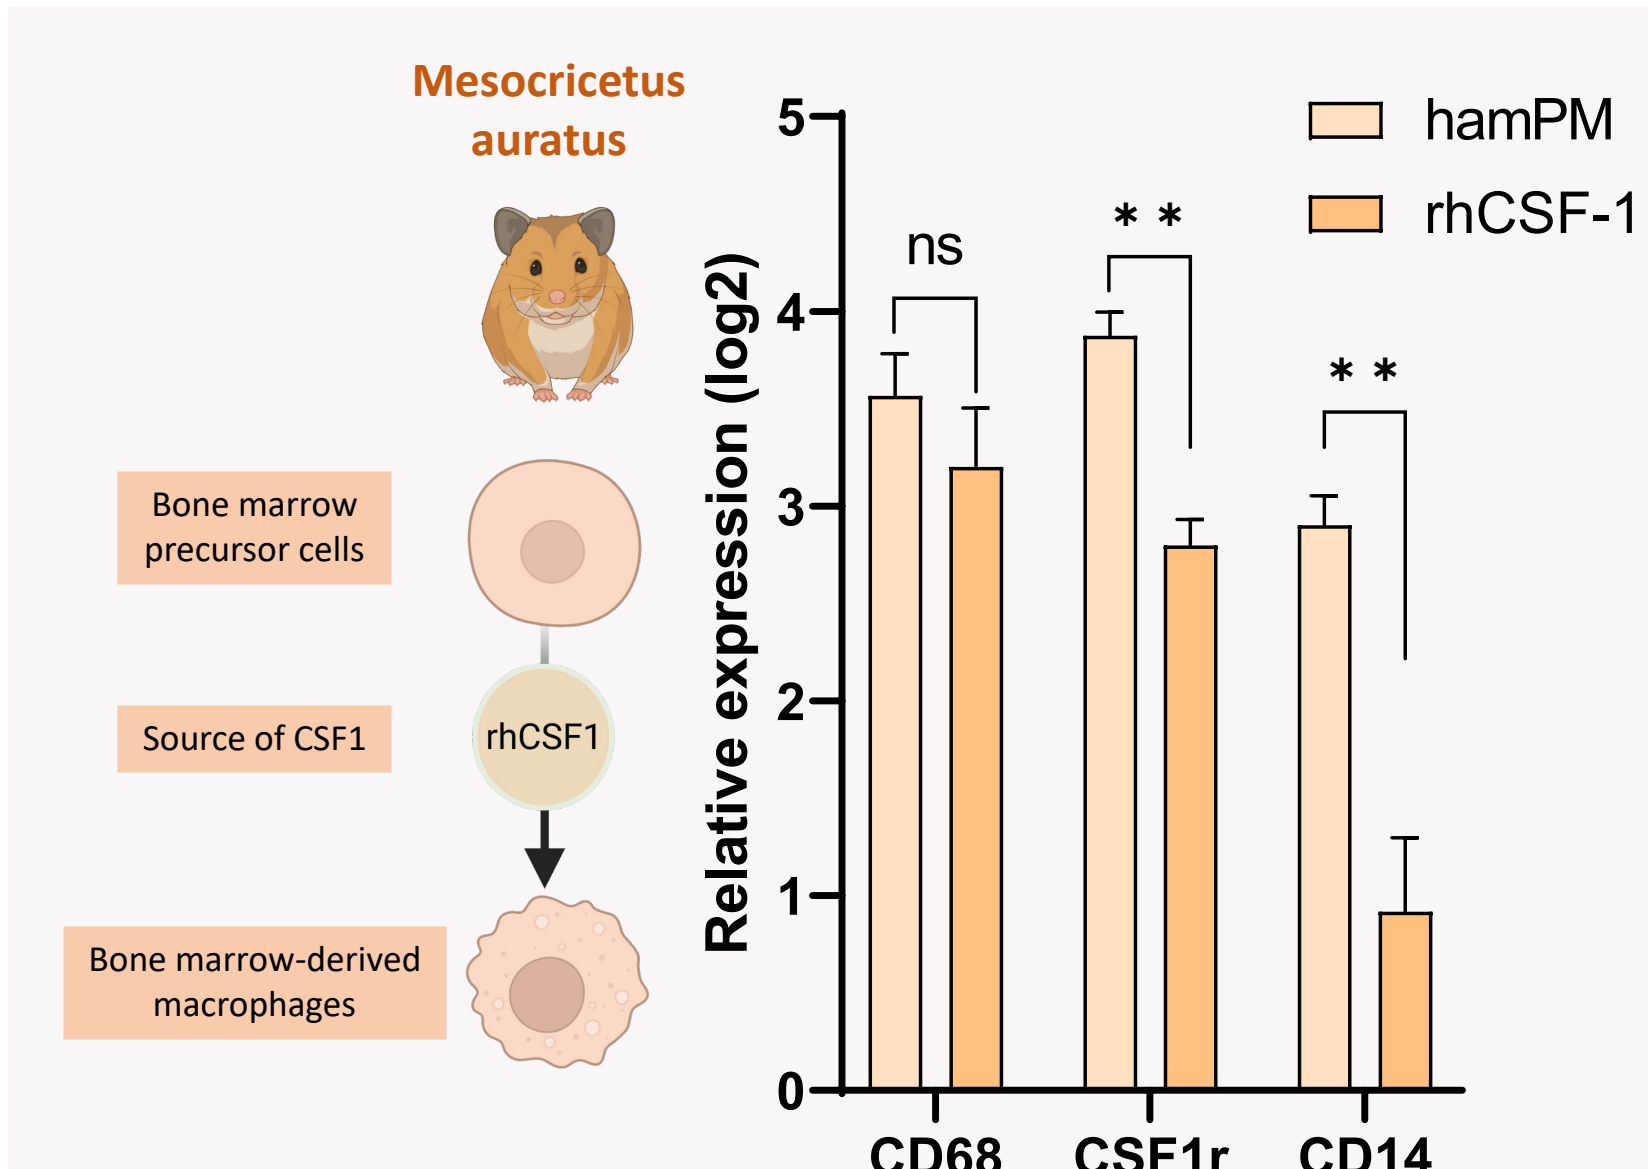 Mesocricetus
auratus
Bone marrow
precursor cells
Source of CSF1
rhCSF1
Bone marrow-derived
macrophages
Relative expression (log2)
5
4
3
2
1
0
ns
* *
* *
hamPM
rhCSF-1
CD68
CSF1r
CD14